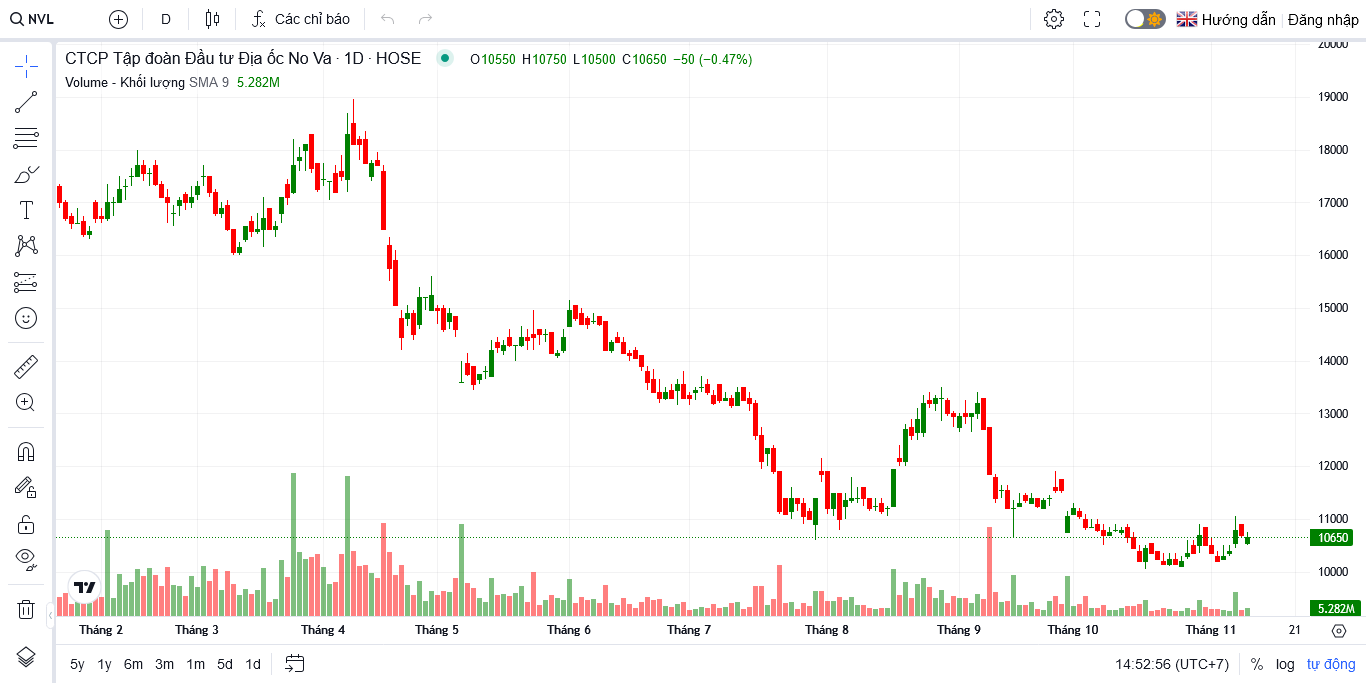 NVL D Các chỉ báo Hướng dẫn Đăng nhập
CTCP Tập đoàn Đầu tư Địa ốc No Va · 1D · HOSE O10550 H10750 L10500 C10650 −50 (−0.47%)
Volume - Khối lượng SMA 9 5.282M
20000
19000
18000
17000
16000
15000
14000
13000
12000
11000
10650
10000
5.282M
Tháng 2 Tháng 3 Tháng 4 Tháng 5 Tháng 6 Tháng 7 Tháng 8 Tháng 9 Tháng 10 Tháng 11 21
5y 1y 6m 3m 1m 5d 1d 14:52:56 (UTC+7) % log tự động